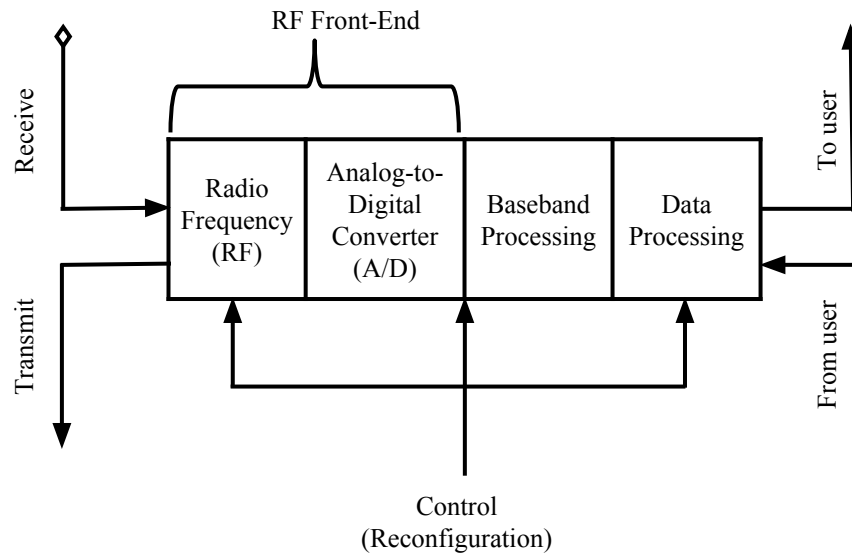 RF Front-End
Receive
To user
Radio
Frequency
(RF)
Analog-to-
Digital
Converter
(A/D)
Baseband
Processing
Data
Processing
Transmit
From user
Control
(Reconfiguration)